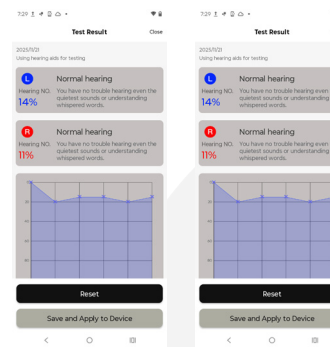 7:29
Test Result
Close
2025/11/21
Using hearing aids for testing
L
Normal hearing
Hearing NO.
14%
You have no trouble hearing even the
quietest sounds or understanding
whispered words.
R
Normal hearing
Hearing NO.
11%
You have no trouble hearing even the
quietest sounds or understanding
whispered words.
Reset
Save and Apply to Device
7:29
Test Result
2025/11/21
Using hearing aids for testing
L
Normal hearing
Hearing NO.
14%
You have no trouble hearing even the
quietest sounds or understanding
whispered words.
R
Normal hearing
Hearing NO.
11%
You have no trouble hearing even the
quietest sounds or understanding
whispered words.
Reset
Save and Apply to Device